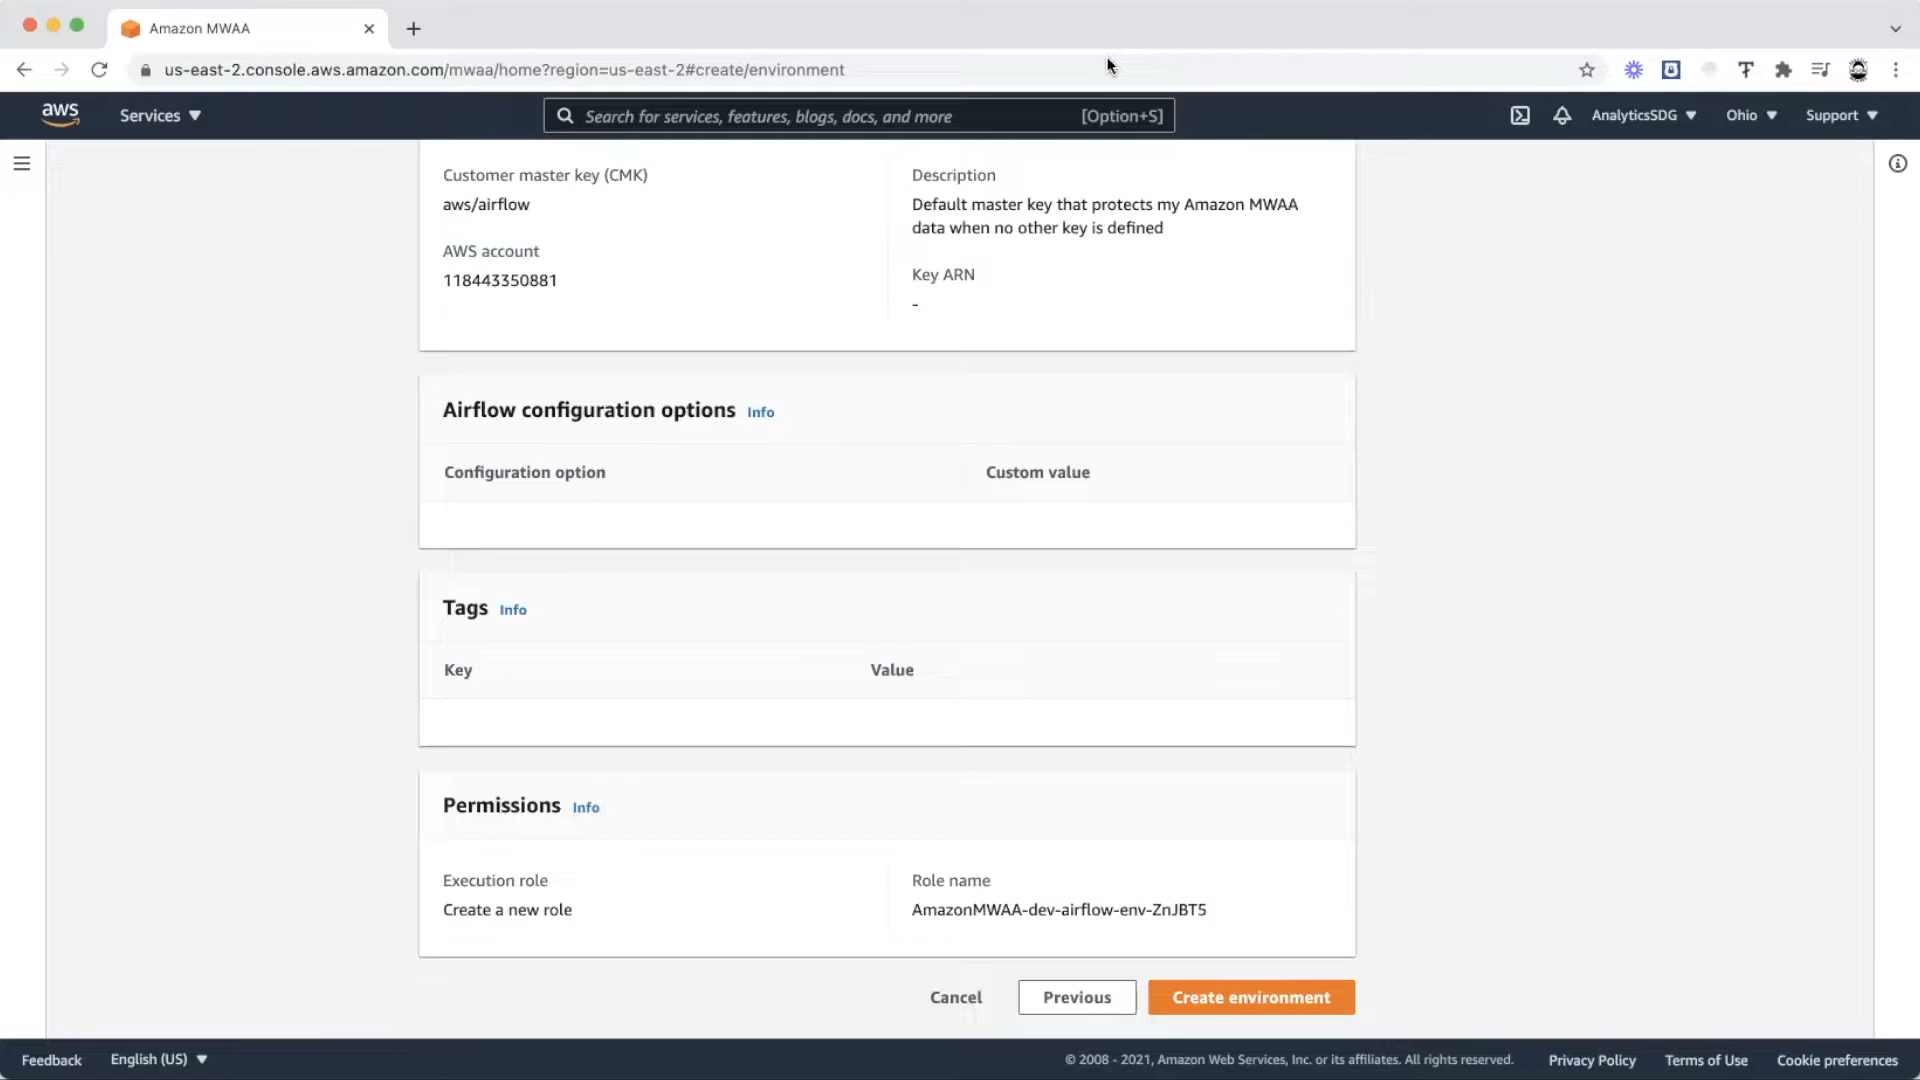 Amazon MWAA
us-east-2.console.aws.amazon.com/mwaa/home?region=us-east-2#create/environment
aws
Services
Search for services, features, blogs, docs, and more
[Option+S]
AnalyticsSDG
Ohio
Support
Customer master key (CMK)
aws/airflow
Description
Default master key that protects my Amazon MWAA
data when no other key is defined
AWS account
118443350881
Key ARN
-
Airflow configuration options Info
Configuration option
Custom value
Tags Info
Key
Value
Permissions Info
Execution role
Create a new role
Role name
AmazonMWAA-dev-airflow-env-ZnJBT5
Cancel
Previous
Create environment
Feedback
English (US)
© 2008 - 2021, Amazon Web Services, Inc. or its affiliates. All rights reserved.
Privacy Policy
Terms of Use
Cookie preferences